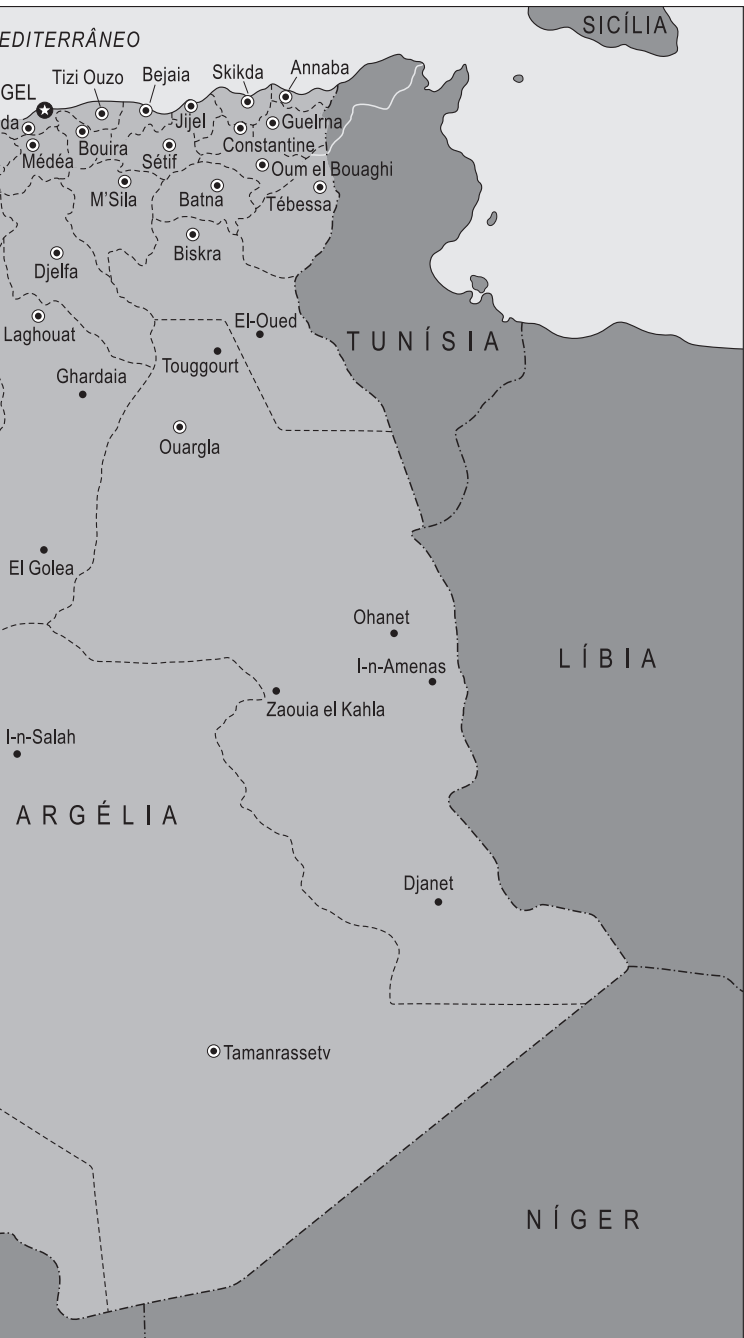 SICÍLIA
EDITERRÂNEO
Tizi Ouzo
Bejaia
Skikda
Annaba
GEL
da
Jijel
Guelrna
Médéa
Bouira
Sétif
Constantine
Oum el Bouaghi
M'Sila
Batna
Tébessa
Djelfa
Biskra
Laghouat
El-Oued
TUNÍSIA
Touggourt
Ghardaia
Ouargla
El Golea
Ohanet
I-n-Amenas
LÍBIA
Zaouia el Kahla
I-n-Salah
ARGÉLIA
Djanet
Tamanrassetv
NÍGER